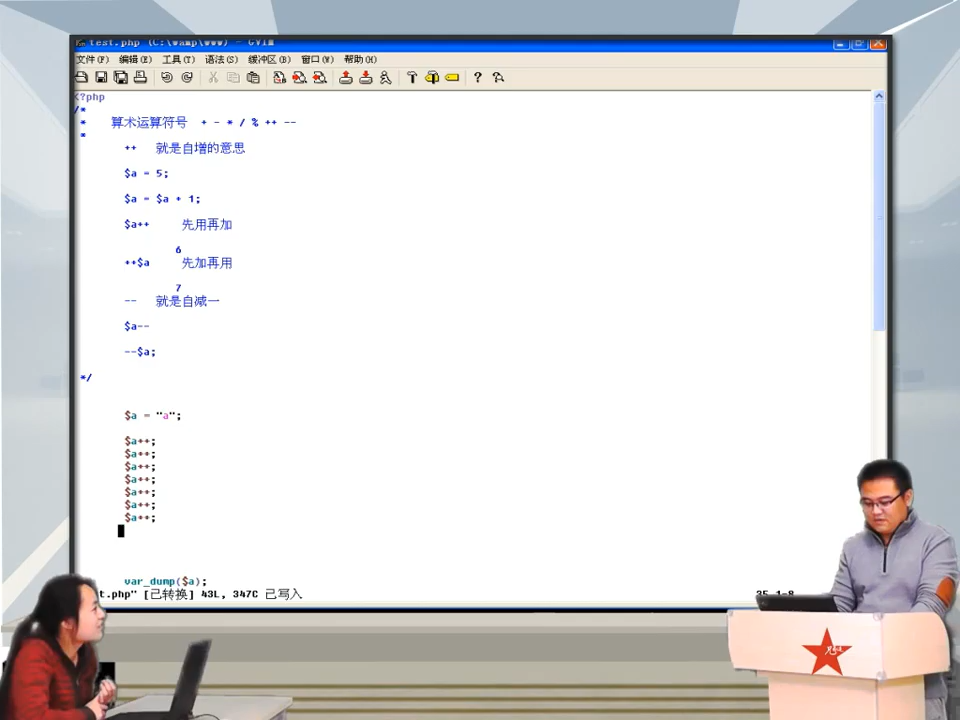 test.php (C:\wamp\www) - GVIM
文件(F) 编辑(E) 工具(T) 语法(S) 缓冲区(B) 窗口(W) 帮助(H)
<?php
/*
* 算术运算符号 + - * / % ++ --
*
++ 就是自增的意思
$a = 5;
$a = $a + 1;
$a++ 先用再加
6
++$a 先加再用
7
-- 就是自减一
$a--
--$a;
*/
$a = "a";
$a++;
$a++;
$a++;
$a++;
$a++;
$a++;
$a++;
var_dump($a);
t.php" [已转换] 43L, 347C 已写入